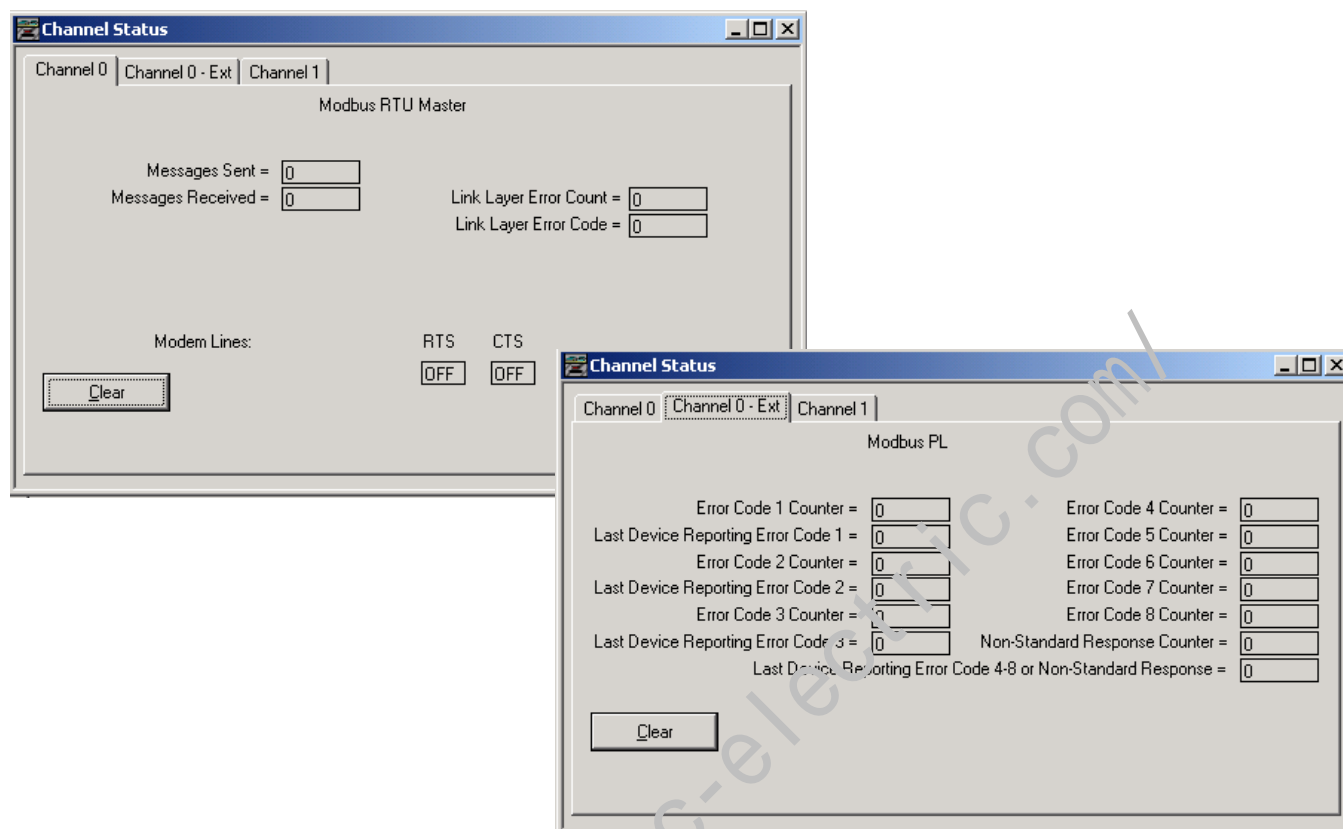 Channel Status
Channel 0 Channel 0 - Ext Channel 1
Modbus RTU Master
Messages Sent = 0
Messages Received = 0
Link Layer Error Count = 0
Link Layer Error Code = 0
Modem Lines: RTS CTS
OFF OFF
Clear
Channel Status
Channel 0 Channel 0 - Ext Channel 1
Modbus PL
Error Code 1 Counter = 0
Last Device Reporting Error Code 1 = 0
Error Code 2 Counter = 0
Last Device Reporting Error Code 2 = 0
Error Code 3 Counter = 0
Last Device Reporting Error Code 3 = 0
Error Code 4 Counter = 0
Error Code 5 Counter = 0
Error Code 6 Counter = 0
Error Code 7 Counter = 0
Error Code 8 Counter = 0
Non-Standard Response Counter = 0
Last Device Reporting Error Code 4-8 or Non-Standard Response = 0
Clear
c-electric.com/